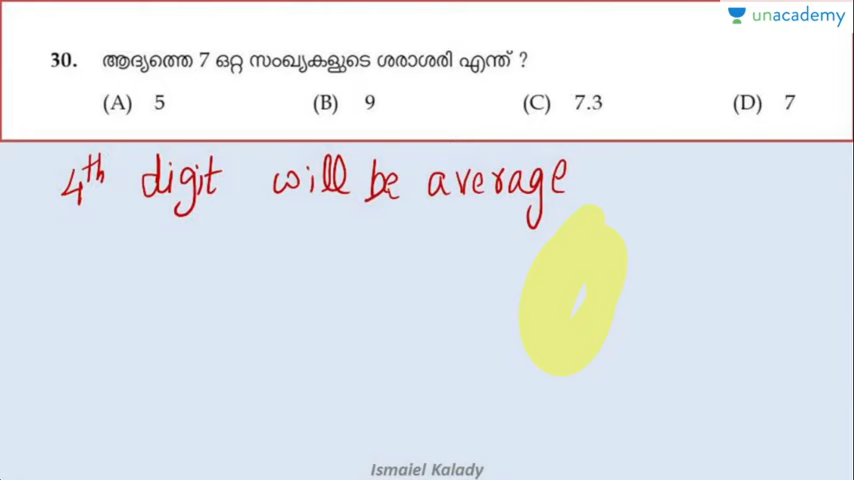 unacademy
30. ആദ്യത്തെ 7 ഒറ്റ സംഖ്യകളുടെ ശരാശരി എന്ത് ?
(A) 5 (B) 9 (C) 7.3 (D) 7
4th digit will be average
Ismaiel Kalady